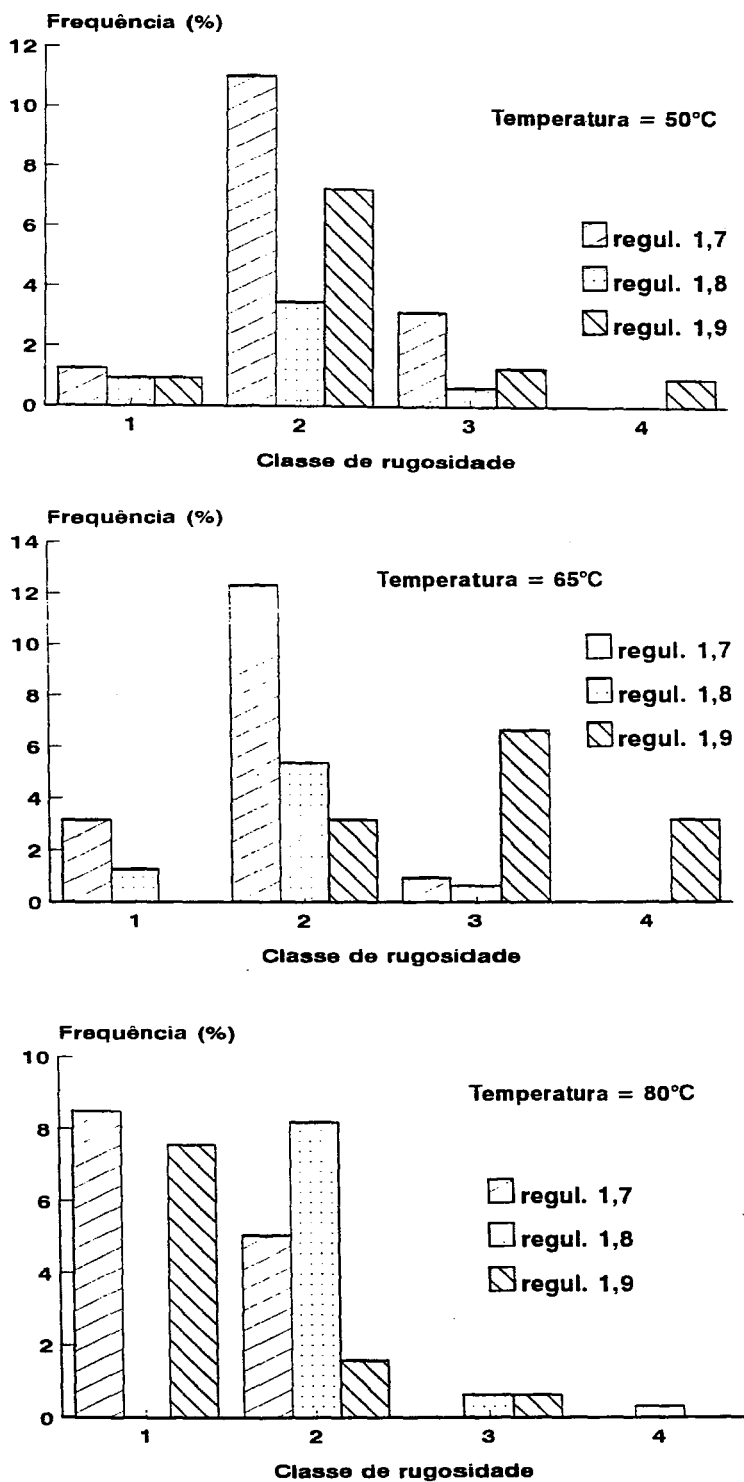 Frequência (%)
12
10
8
6
4
2
0
Temperatura = 50°C
regul. 1,7
regul. 1,8
regul. 1,9
1 2 3 4
Classe de rugosidade
Frequência (%)
14
12
10
8
6
4
2
0
Temperatura = 65°C
regul. 1,7
regul. 1,8
regul. 1,9
1 2 3 4
Classe de rugosidade
Frequência (%)
10
8
6
4
2
0
Temperatura = 80°C
regul. 1,7
regul. 1,8
regul. 1,9
1 2 3 4
Classe de rugosidade